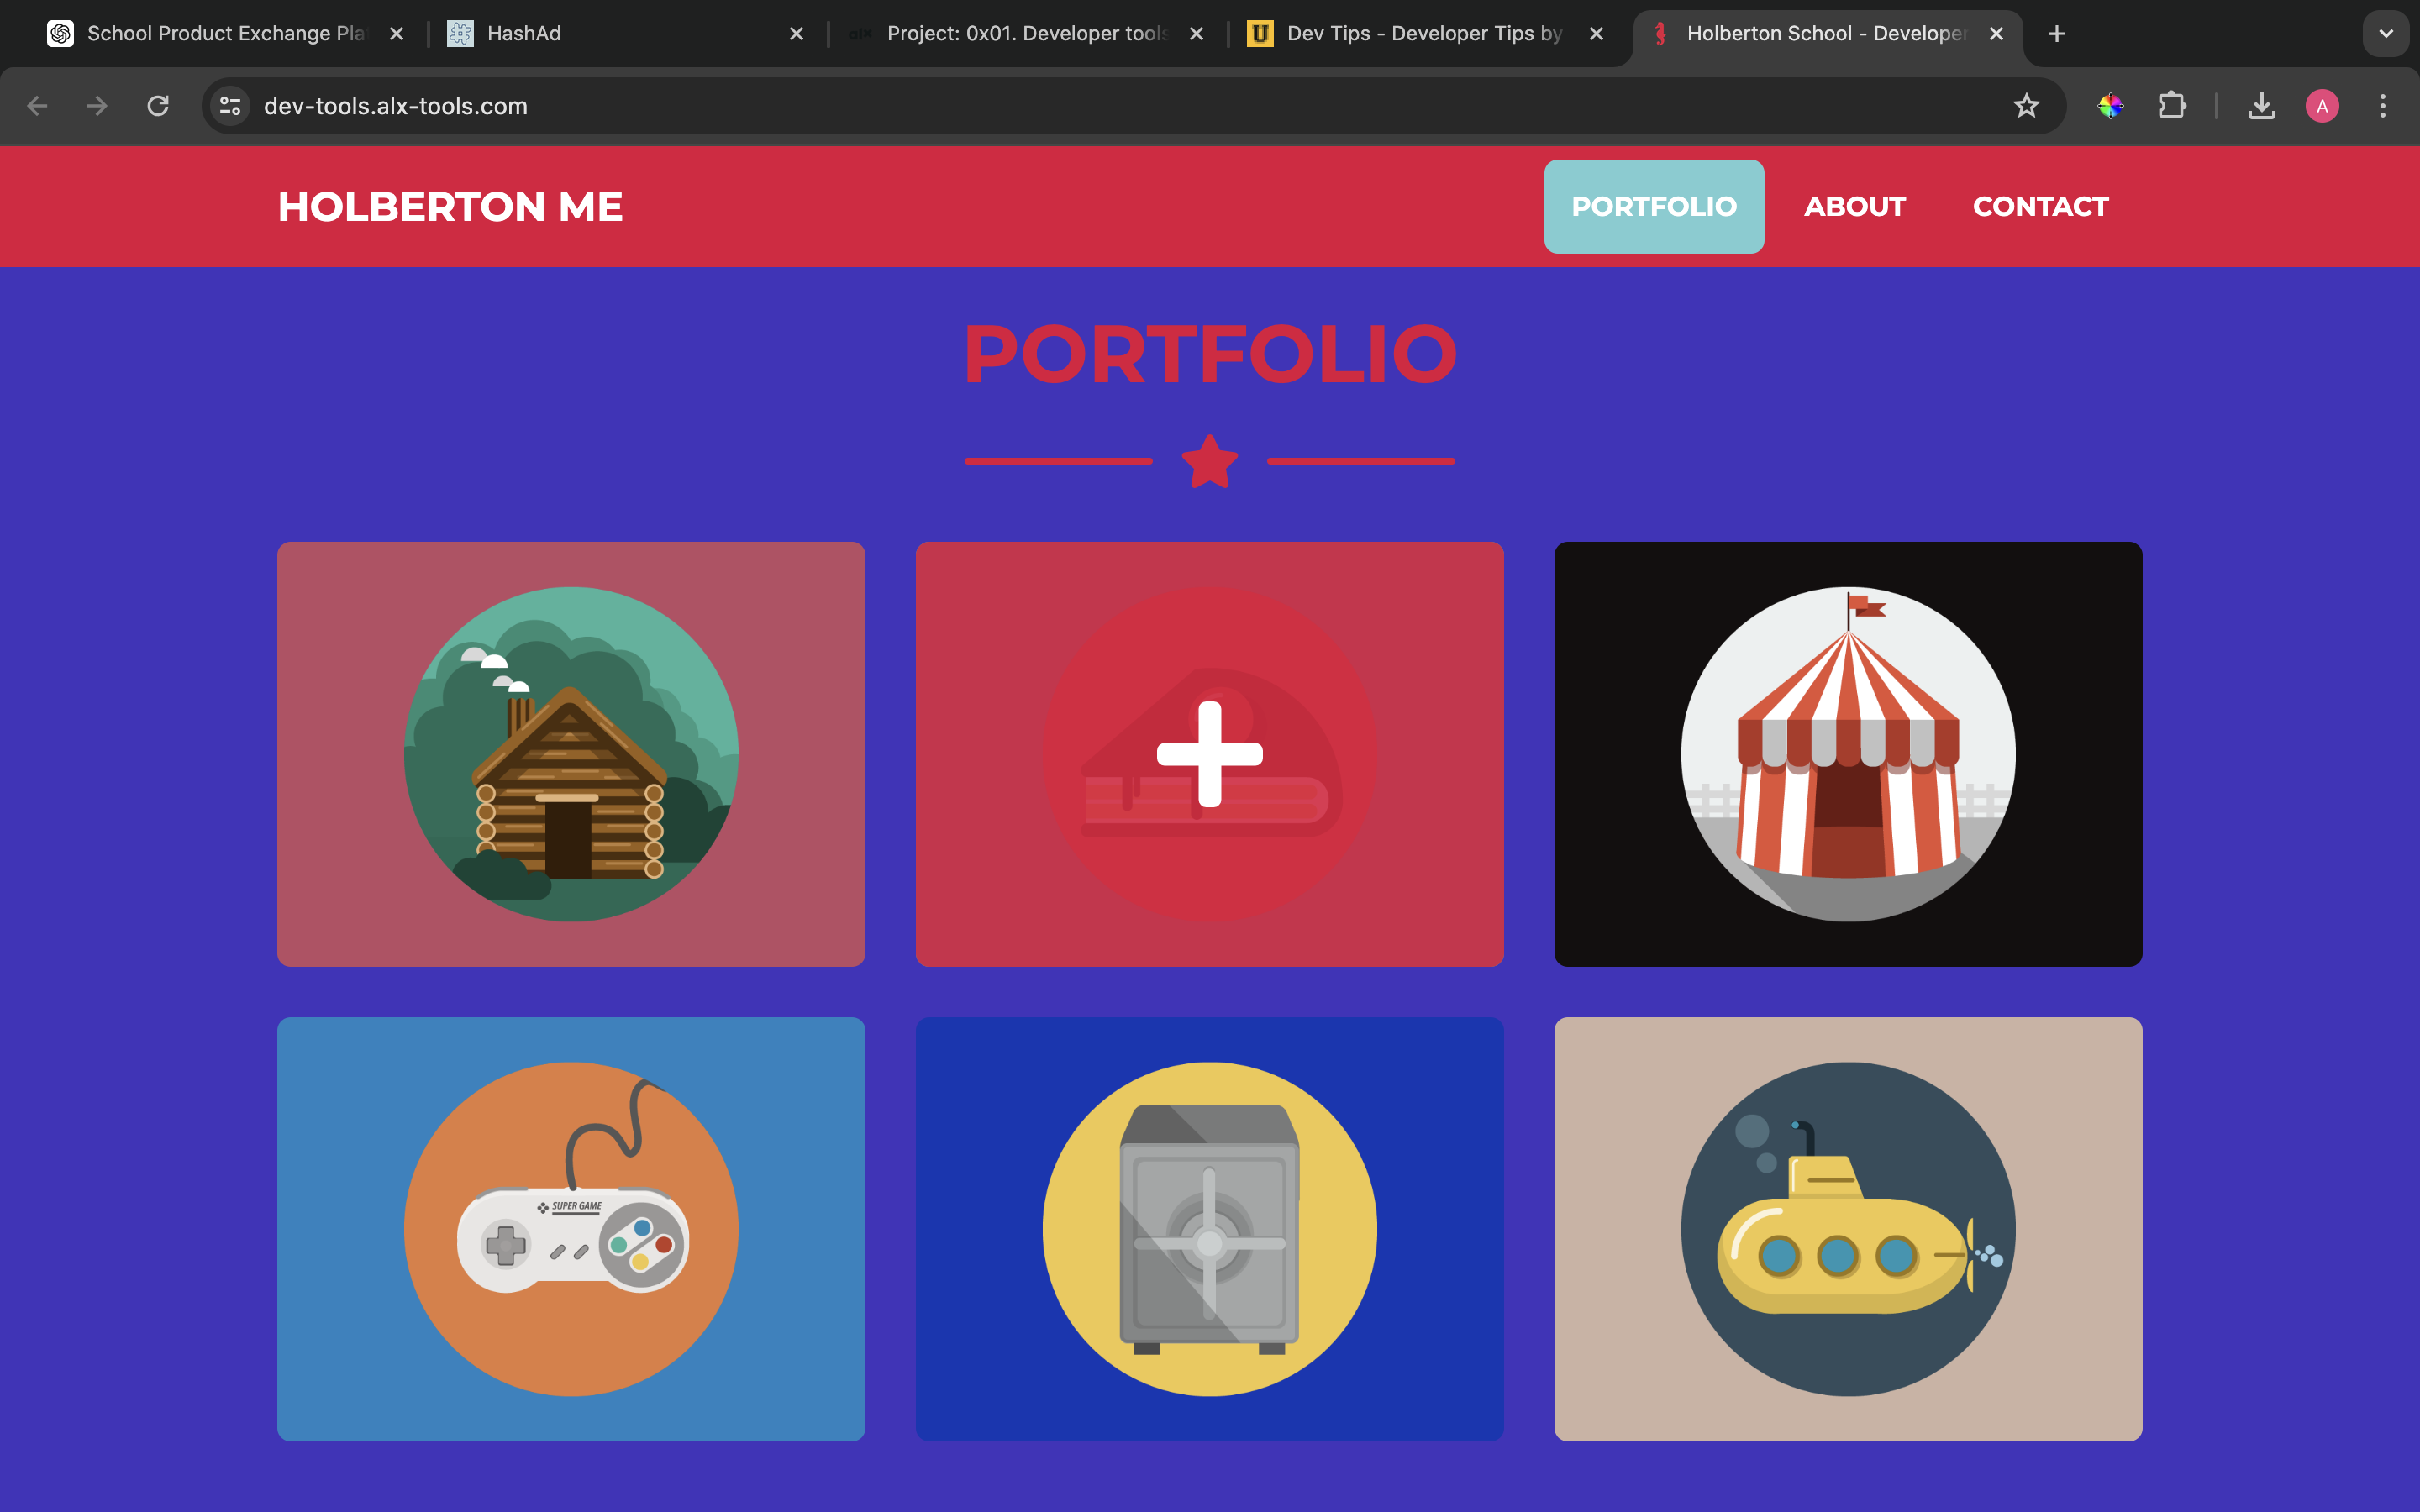 School Product Exchange Pla
HashAd
Project: 0x01. Developer tools
Dev Tips - Developer Tips by
Holberton School - Developer
dev-tools.alx-tools.com
A
HOLBERTON ME
PORTFOLIO
ABOUT
CONTACT
PORTFOLIO
SUPER GAME